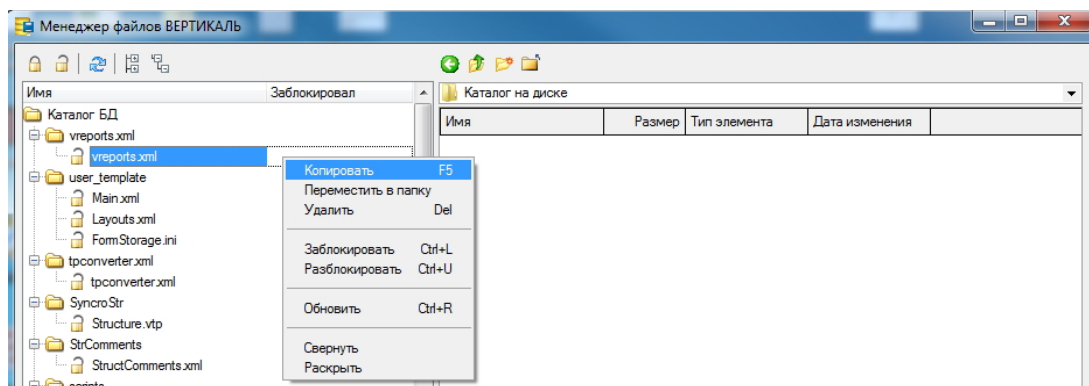 Менеджер файлов ВЕРТИКАЛЬ
Имя Заблокировал
Каталог БД
vreports.xml
vreports.xml
user_template
Main.xml
Layouts.xml
FormStorage.ini
tpconverter.xml
tpconverter.xml
SyncroStr
Structure.vtp
StrComments
StructComments.xml
scripts
Копировать F5
Переместить в папку
Удалить Del
Заблокировать Ctrl+L
Разблокировать Ctrl+U
Обновить Ctrl+R
Свернуть
Раскрыть
Каталог на диске
Имя Размер Тип элемента Дата изменения